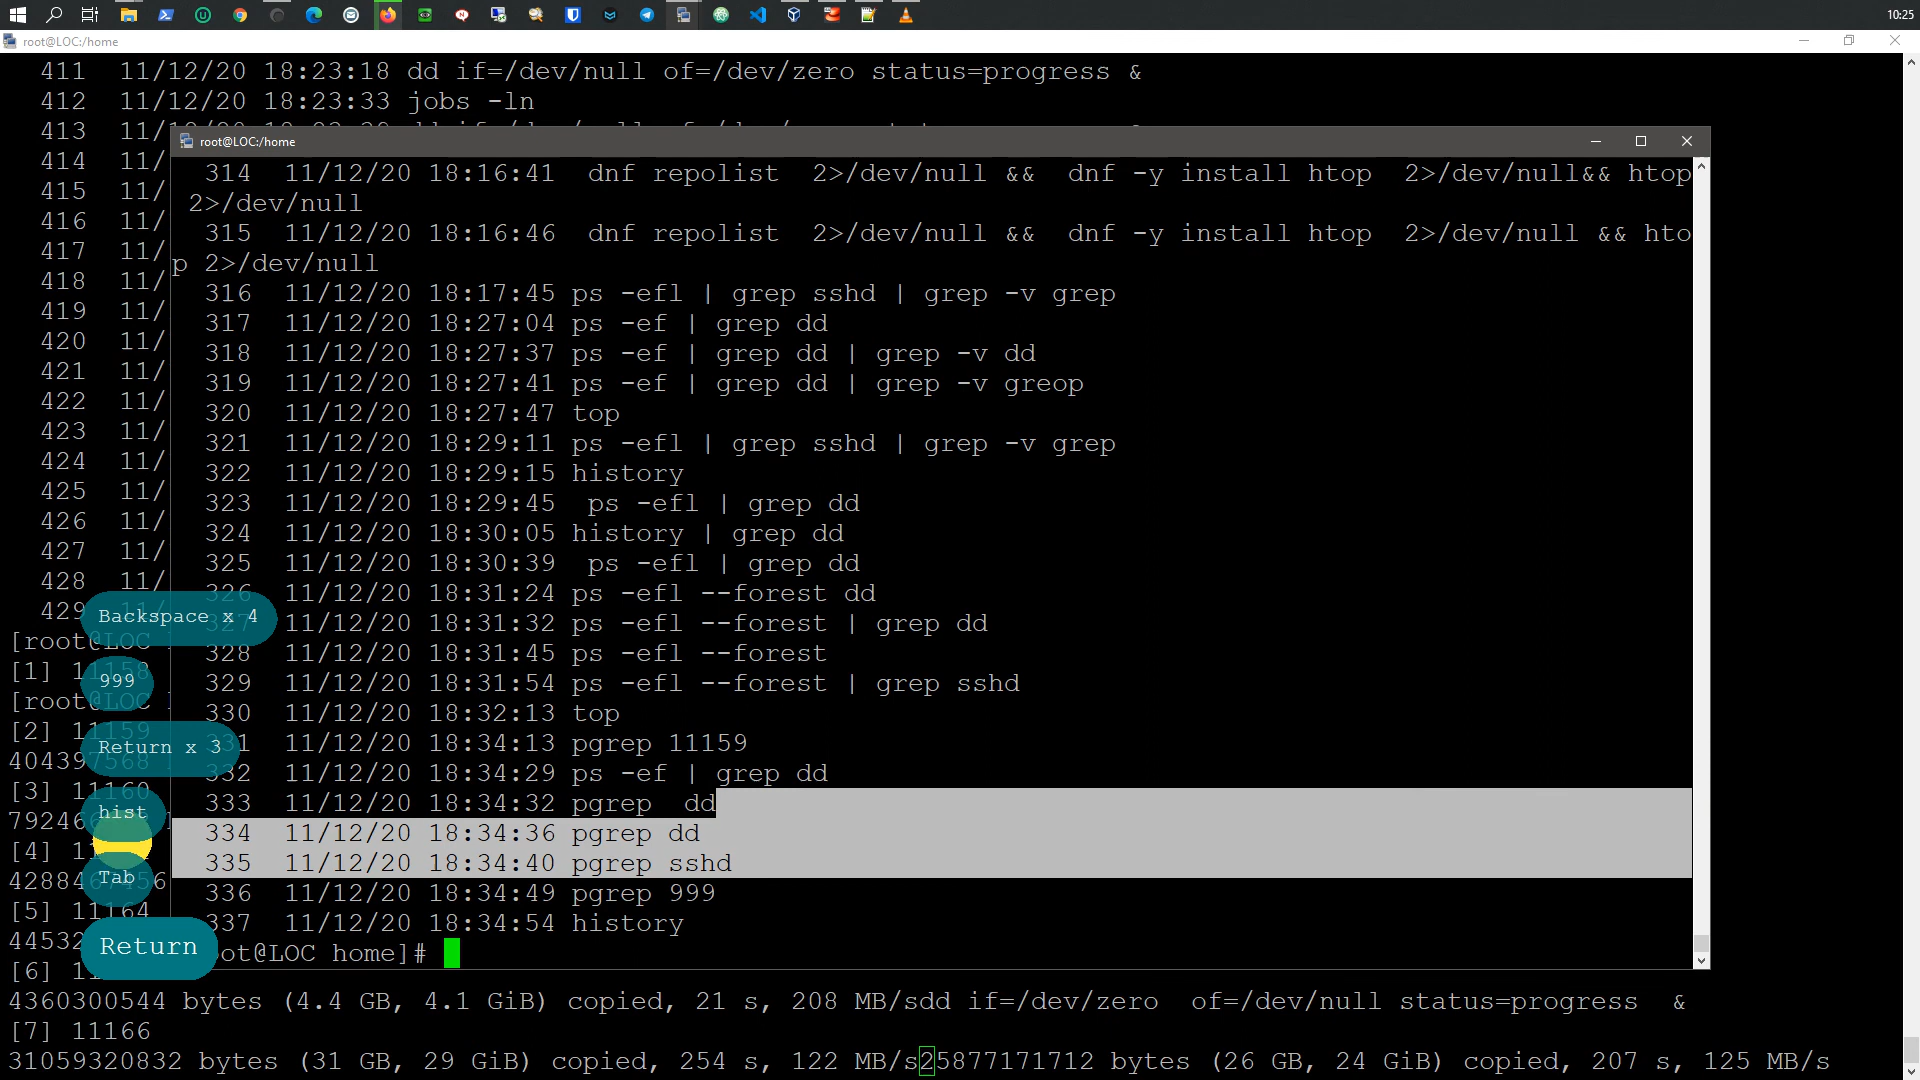 10:25
root@LOC:/home
411 11/12/20 18:23:18 dd if=/dev/null of=/dev/zero status=progress &
412 11/12/20 18:23:33 jobs -ln
413 11/
root@LOC:/home
414 11/
314 11/12/20 18:16:41 dnf repolist 2>/dev/null && dnf -y install htop 2>/dev/null&& htop
415 11/
2>/dev/null
416 11/
315 11/12/20 18:16:46 dnf repolist 2>/dev/null && dnf -y install htop 2>/dev/null && hto
417 11/
p 2>/dev/null
418 11/
316 11/12/20 18:17:45 ps -efl | grep sshd | grep -v grep
419 11/
317 11/12/20 18:27:04 ps -ef | grep dd
420 11/
318 11/12/20 18:27:37 ps -ef | grep dd | grep -v dd
421 11/
319 11/12/20 18:27:41 ps -ef | grep dd | grep -v greop
422 11/
320 11/12/20 18:27:47 top
423 11/
321 11/12/20 18:29:11 ps -efl | grep sshd | grep -v grep
424 11/
322 11/12/20 18:29:15 history
425 11/
323 11/12/20 18:29:45 ps -efl | grep dd
426 11/
324 11/12/20 18:30:05 history | grep dd
427 11/
325 11/12/20 18:30:39 ps -efl | grep dd
428 11/
326 11/12/20 18:31:24 ps -efl --forest dd
429 11/
Backspace x 4
327 11/12/20 18:31:32 ps -efl --forest | grep dd
[root@LOC
328 11/12/20 18:31:45 ps -efl --forest
[1] 11158
999
329 11/12/20 18:31:54 ps -efl --forest | grep sshd
[root@LOC
330 11/12/20 18:32:13 top
[2] 11159
Return x 3
331 11/12/20 18:34:13 pgrep 11159
404397568
332 11/12/20 18:34:29 ps -ef | grep dd
[3] 11160
333 11/12/20 18:34:32 pgrep dd
hist
334 11/12/20 18:34:36 pgrep dd
[4]
335 11/12/20 18:34:40 pgrep sshd
Tab
336 11/12/20 18:34:49 pgrep 999
[5] 11164
337 11/12/20 18:34:54 history
44532
Return
oot@LOC home]#
[6] 11
4360300544 bytes (4.4 GB, 4.1 GiB) copied, 21 s, 208 MB/sdd if=/dev/zero of=/dev/null status=progress &
[7] 11166
31059320832 bytes (31 GB, 29 GiB) copied, 254 s, 122 MB/s25877171712 bytes (26 GB, 24 GiB) copied, 207 s, 125 MB/s